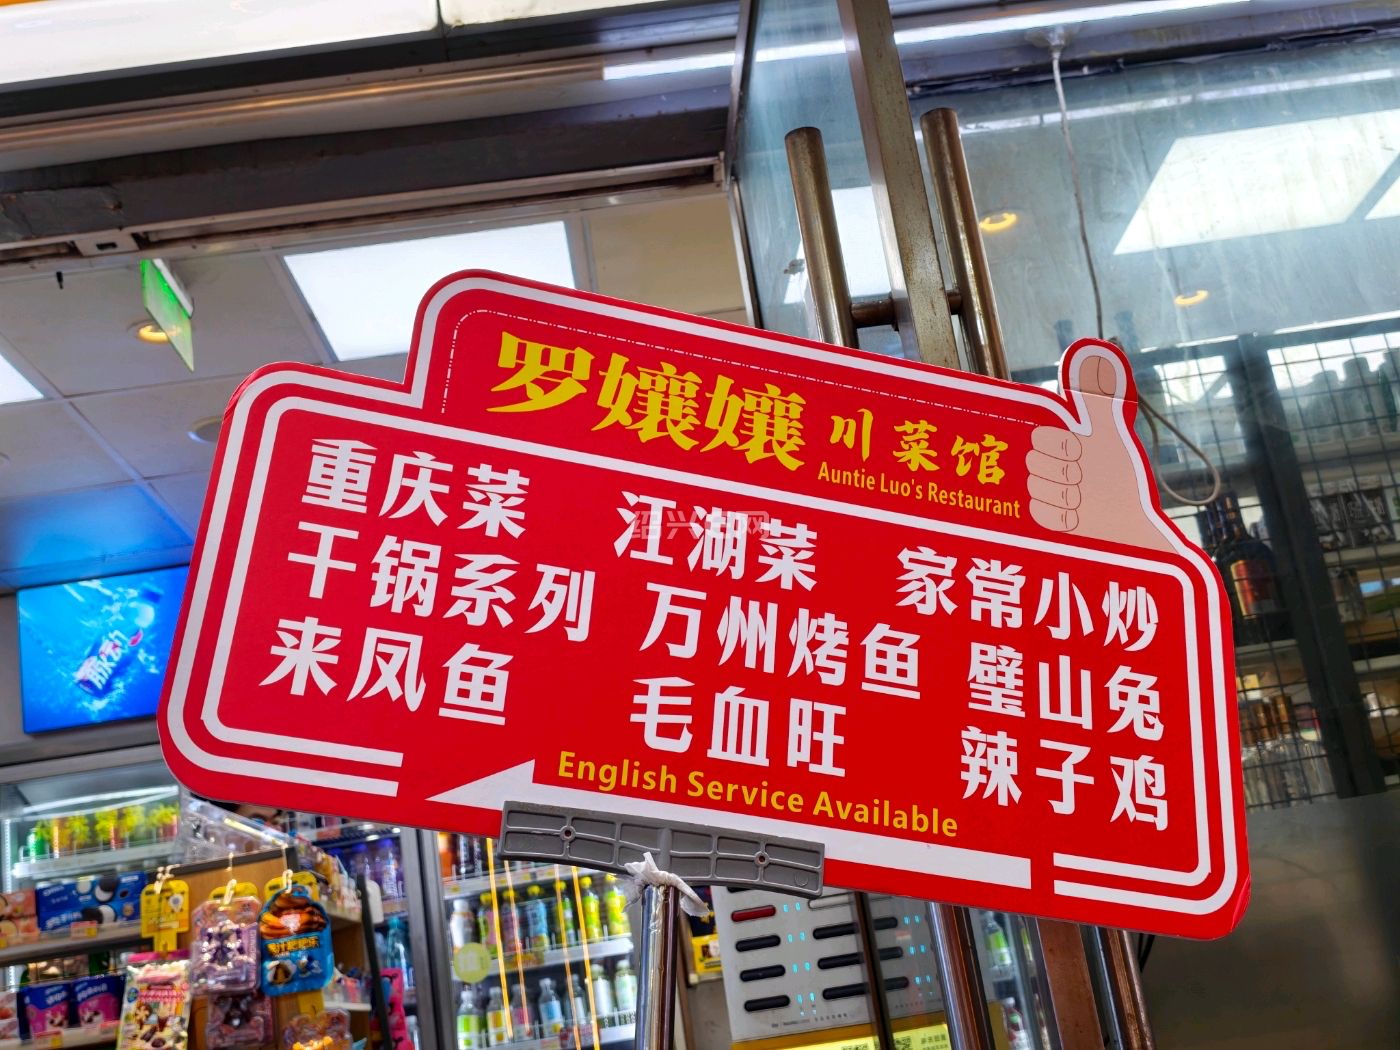 罗孃孃川菜馆
Auntie Luo's Restaurant
重庆菜 江湖菜 家常小炒
干锅系列 万州烤鱼 璧山兔
来凤鱼 毛血旺 辣子鸡
English Service Available